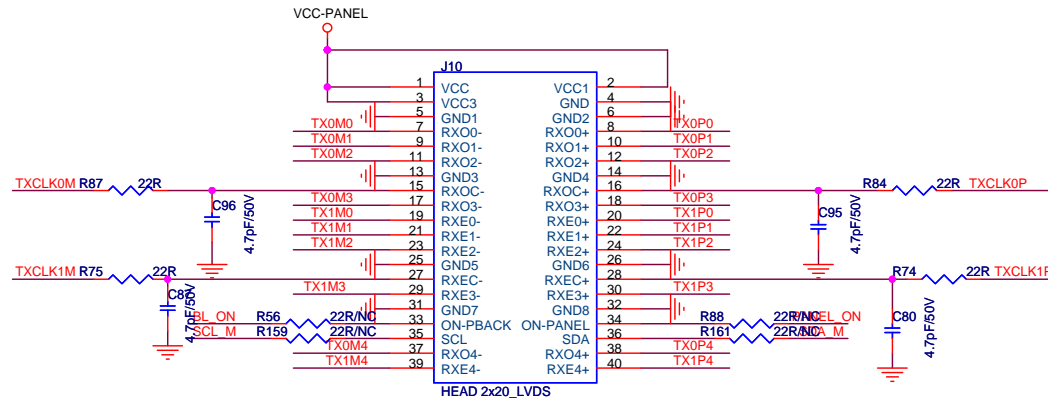 VCC-PANEL
J10
1 VCC VCC1 2
3 VCC3 GND 4
5 GND1 GND2 6
TX0M0 7 RXO0- RXO0+ 8 TX0P0
TX0M1 9 RXO1- RXO1+ 10 TX0P1
TX0M2 11 RXO2- RXO2+ 12 TX0P2
13 GND3 GND4 14
TXCLK0M R87 22R 15 RXOC- RXOC+ 16 R84 22R TXCLK0P
C96 4.7pF/50V
C95 4.7pF/50V
TX0M3 17 RXO3- RXO3+ 18 TX0P3
TX1M0 19 RXE0- RXE0+ 20 TX1P0
TX1M1 21 RXE1- RXE1+ 22 TX1P1
TX1M2 23 RXE2- RXE2+ 24 TX1P2
25 GND5 GND6 26
TXCLK1M R75 22R 27 RXEC- RXEC+ 28 R74 22R TXCLK1P
4.7pF/50V
C80 4.7pF/50V
TX1M3 29 RXE3- RXE3+ 30 TX1P3
31 GND7 GND8 32
BL_ON R56 22R/NC 33 ON-PBACK ON-PANEL 34 R88 22R/NC PANEL_ON
SCL_M R159 22R/NC 35 SCL SDA 36 R161 22R/NC SDA_M
TX0M4 37 RXO4- RXO4+ 38 TX0P4
TX1M4 39 RXE4- RXE4+ 40 TX1P4
HEAD 2x20_LVDS